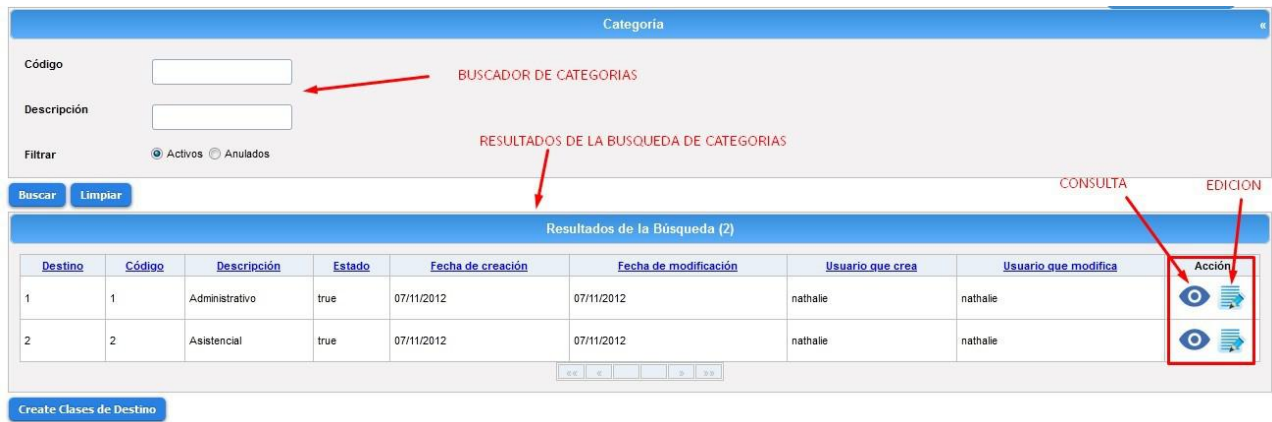 Categoría «
Código
BUSCADOR DE CATEGORIAS
Descripción
RESULTADOS DE LA BUSQUEDA DE CATEGORIAS
Filtrar Activos Anulados
CONSULTA EDICION
Buscar Limpiar
Resultados de la Búsqueda (2)
Destino Código Descripción Estado Fecha de creación Fecha de modificación Usuario que crea Usuario que modifica Acción
1 1 Administrativo true 07/11/2012 07/11/2012 nathalie nathalie
2 2 Asistencial true 07/11/2012 07/11/2012 nathalie nathalie
«« « » »»
Create Clases de Destino